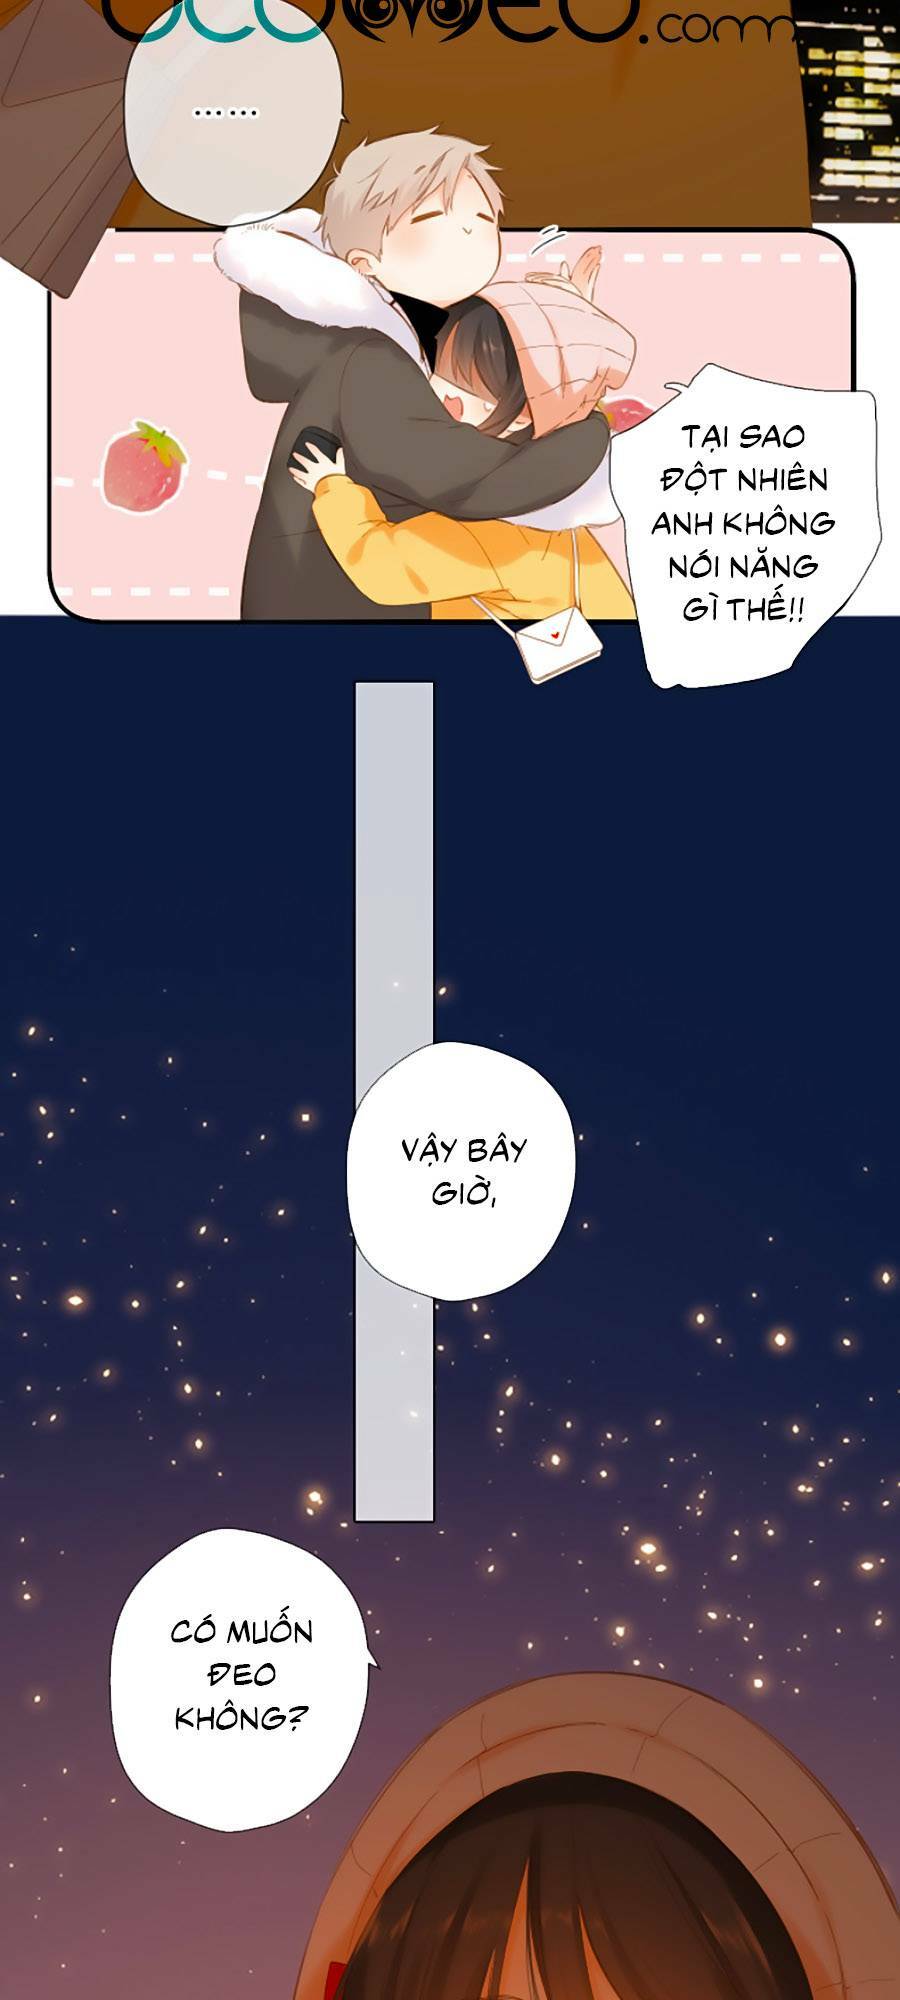 .com
......
TẠI SAO
ĐỘT NHIÊN
ANH KHÔNG
NÓI NĂNG
GÌ THẾ!!
VẬY BÂY
GIỜ,
CÓ MUỐN
ĐEO
KHÔNG?